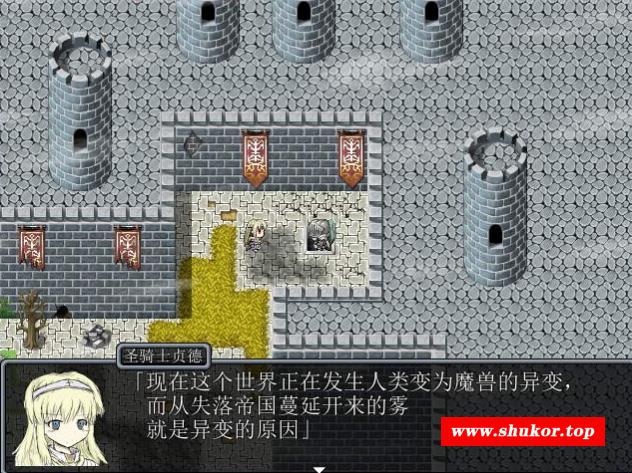 圣骑士贞德
「现在这个世界正在发生人类变为魔兽的异变，
而从失落帝国蔓延开来的雾
就是异变的原因」
www.shukor.top